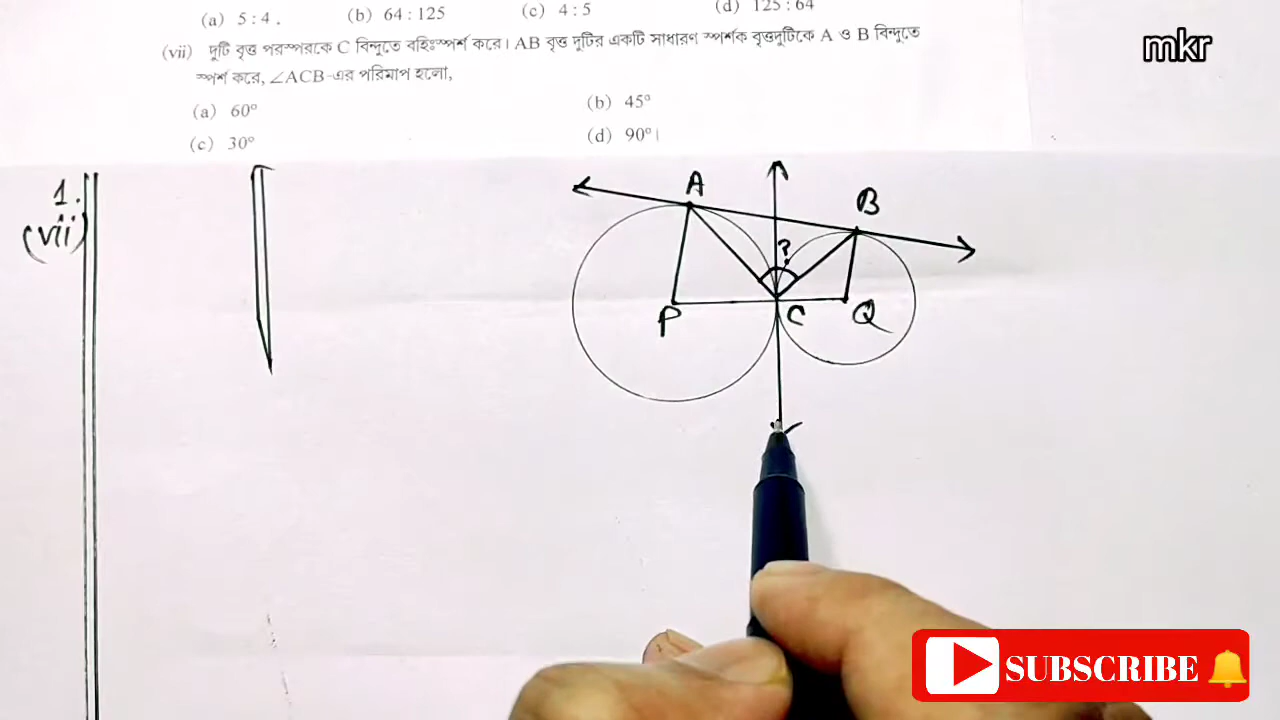 (a) 5 : 4 . (b) 64 : 125 (c) 4 : 5 (d) 125 : 64
mkr
(vii) দুটি বৃত্ত পরস্পরকে C বিন্দুতে বহিঃস্পর্শ করে। AB বৃত্ত দুটির একটি সাধারণ স্পর্শক বৃত্তদুটিকে A ও B বিন্দুতে
স্পর্শ করে, ∠ACB-এর পরিমাপ হলো,
(a) 60° (b) 45°
(c) 30° (d) 90°।
1.
(vii)
A
B
?
P C Q
SUBSCRIBE